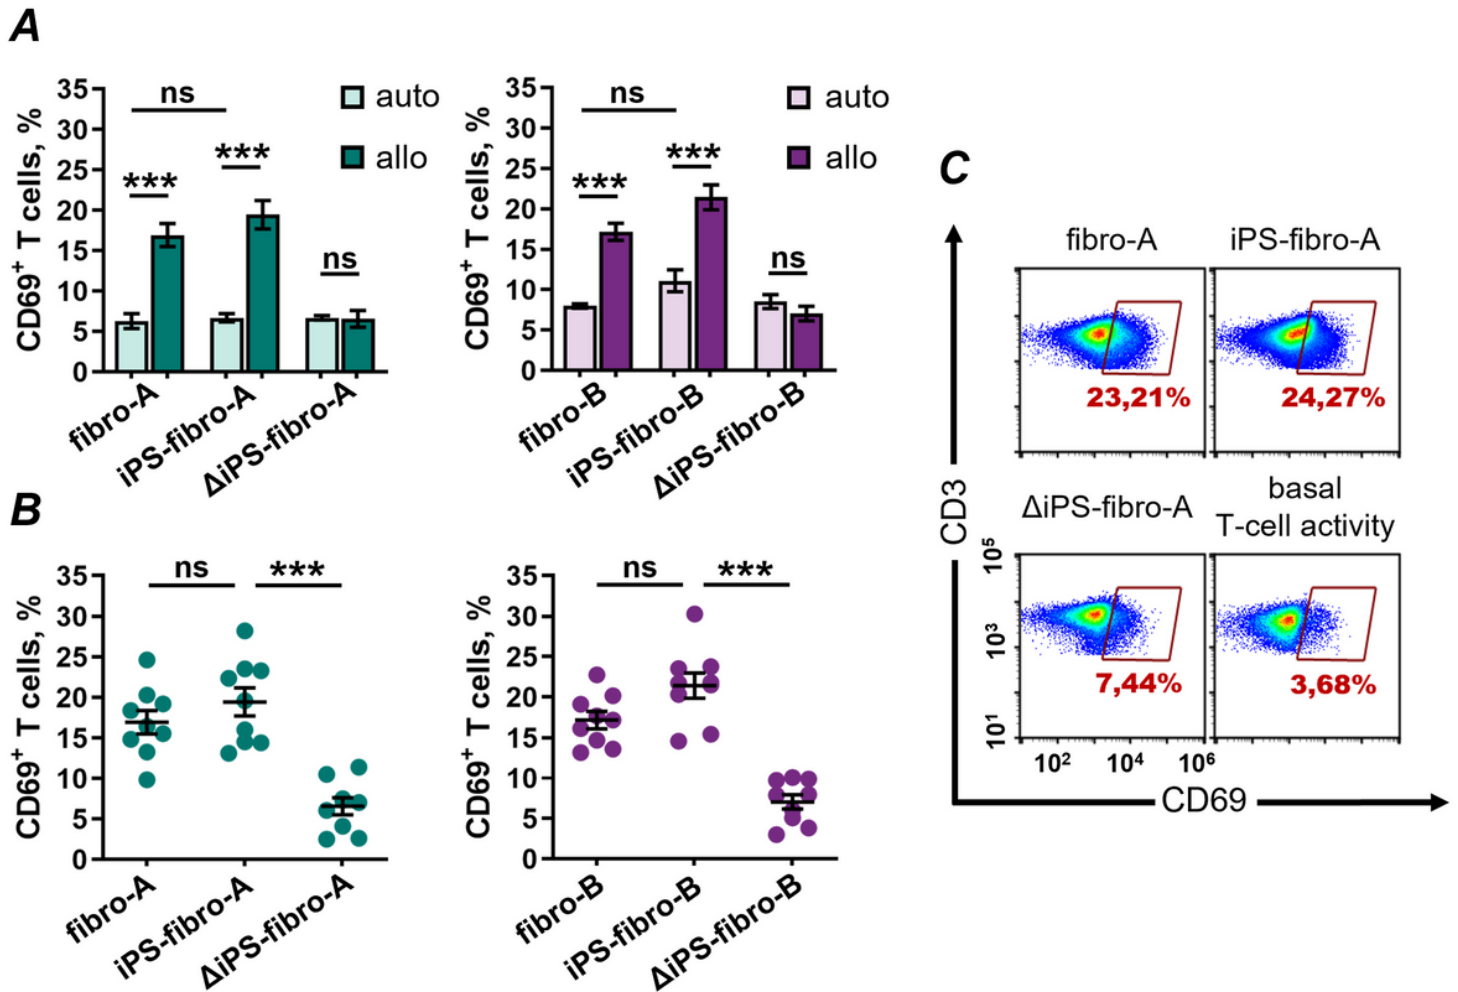 A
CD69+ T cells, %
35
30
25
20
15
10
5
0
ns
***
***
ns
auto
allo
fibro-A
iPS-fibro-A
ΔiPS-fibro-A
CD69+ T cells, %
35
30
25
20
15
10
5
0
ns
***
***
ns
auto
allo
fibro-B
iPS-fibro-B
ΔiPS-fibro-B
B
CD69+ T cells, %
35
30
25
20
15
10
5
0
ns
***
fibro-A
iPS-fibro-A
ΔiPS-fibro-A
CD69+ T cells, %
35
30
25
20
15
10
5
0
ns
***
fibro-B
iPS-fibro-B
ΔiPS-fibro-B
C
fibro-A
iPS-fibro-A
23,21%
24,27%
ΔiPS-fibro-A
basal
T-cell activity
7,44%
3,68%
CD3
10⁵
10³
10¹
10²
10⁴
10⁶
CD69